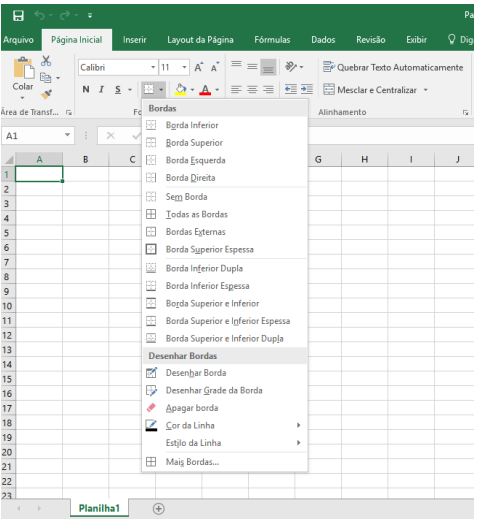 Pa
Arquivo Página Inicial Inserir Layout da Página Fórmulas Dados Revisão Exibir Dig
Colar
Calibri 11 A A
Quebrar Texto Automaticamente
N I S A
Mesclar e Centralizar
Área de Transf... Fo Alinhamento
A1
A B C G H I J
Bordas
Borda Inferior
Borda Superior
Borda Esquerda
Borda Direita
Sem Borda
Todas as Bordas
Bordas Externas
Borda Superior Espessa
Borda Inferior Dupla
Borda Inferior Espessa
Borda Superior e Inferior
Borda Superior e Inferior Espessa
Borda Superior e Inferior Dupla
Desenhar Bordas
Desenhar Borda
Desenhar Grade da Borda
Apagar borda
Cor da Linha
Estilo da Linha
Mais Bordas...
1
2
3
4
5
6
7
8
9
10
11
12
13
14
15
16
17
18
19
20
21
22
23
Planilha1